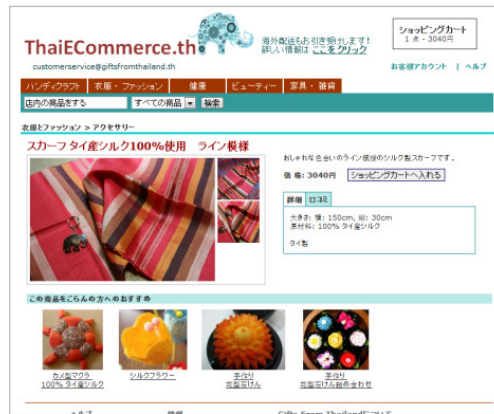 ThaiECommerce.th
customerservice@giftsfromthailand.th
海外配送もお引き受けします!
詳しい情報は ここをクリック
ショッピングカート
1 点 - 3040円
お客様アカウント | ヘルプ
ハンディクラフト 衣服・ファッション 健康 ビューティー 家具・雑貨
店内の商品をする すべての商品 検索
衣服とファッション > アクセサリー
スカーフ タイ産シルク100%使用 ライン模様
おしゃれな色合いのライン模様のシルク製スカーフです。
価格: 3040円 ショッピングカートへ入れる
詳細 口コミ
大きさ: 横: 150cm, 縦: 30cm
原材料: 100% タイ産シルク
タイ製
この商品をごらんの方へのおすすめ
カメ型マクラ
100% タイ産シルク
シルクフラワー
手作り
花型石けん
手作り
花型石けん詰め合わせ
ヘルプ Gifts From Thailandについて